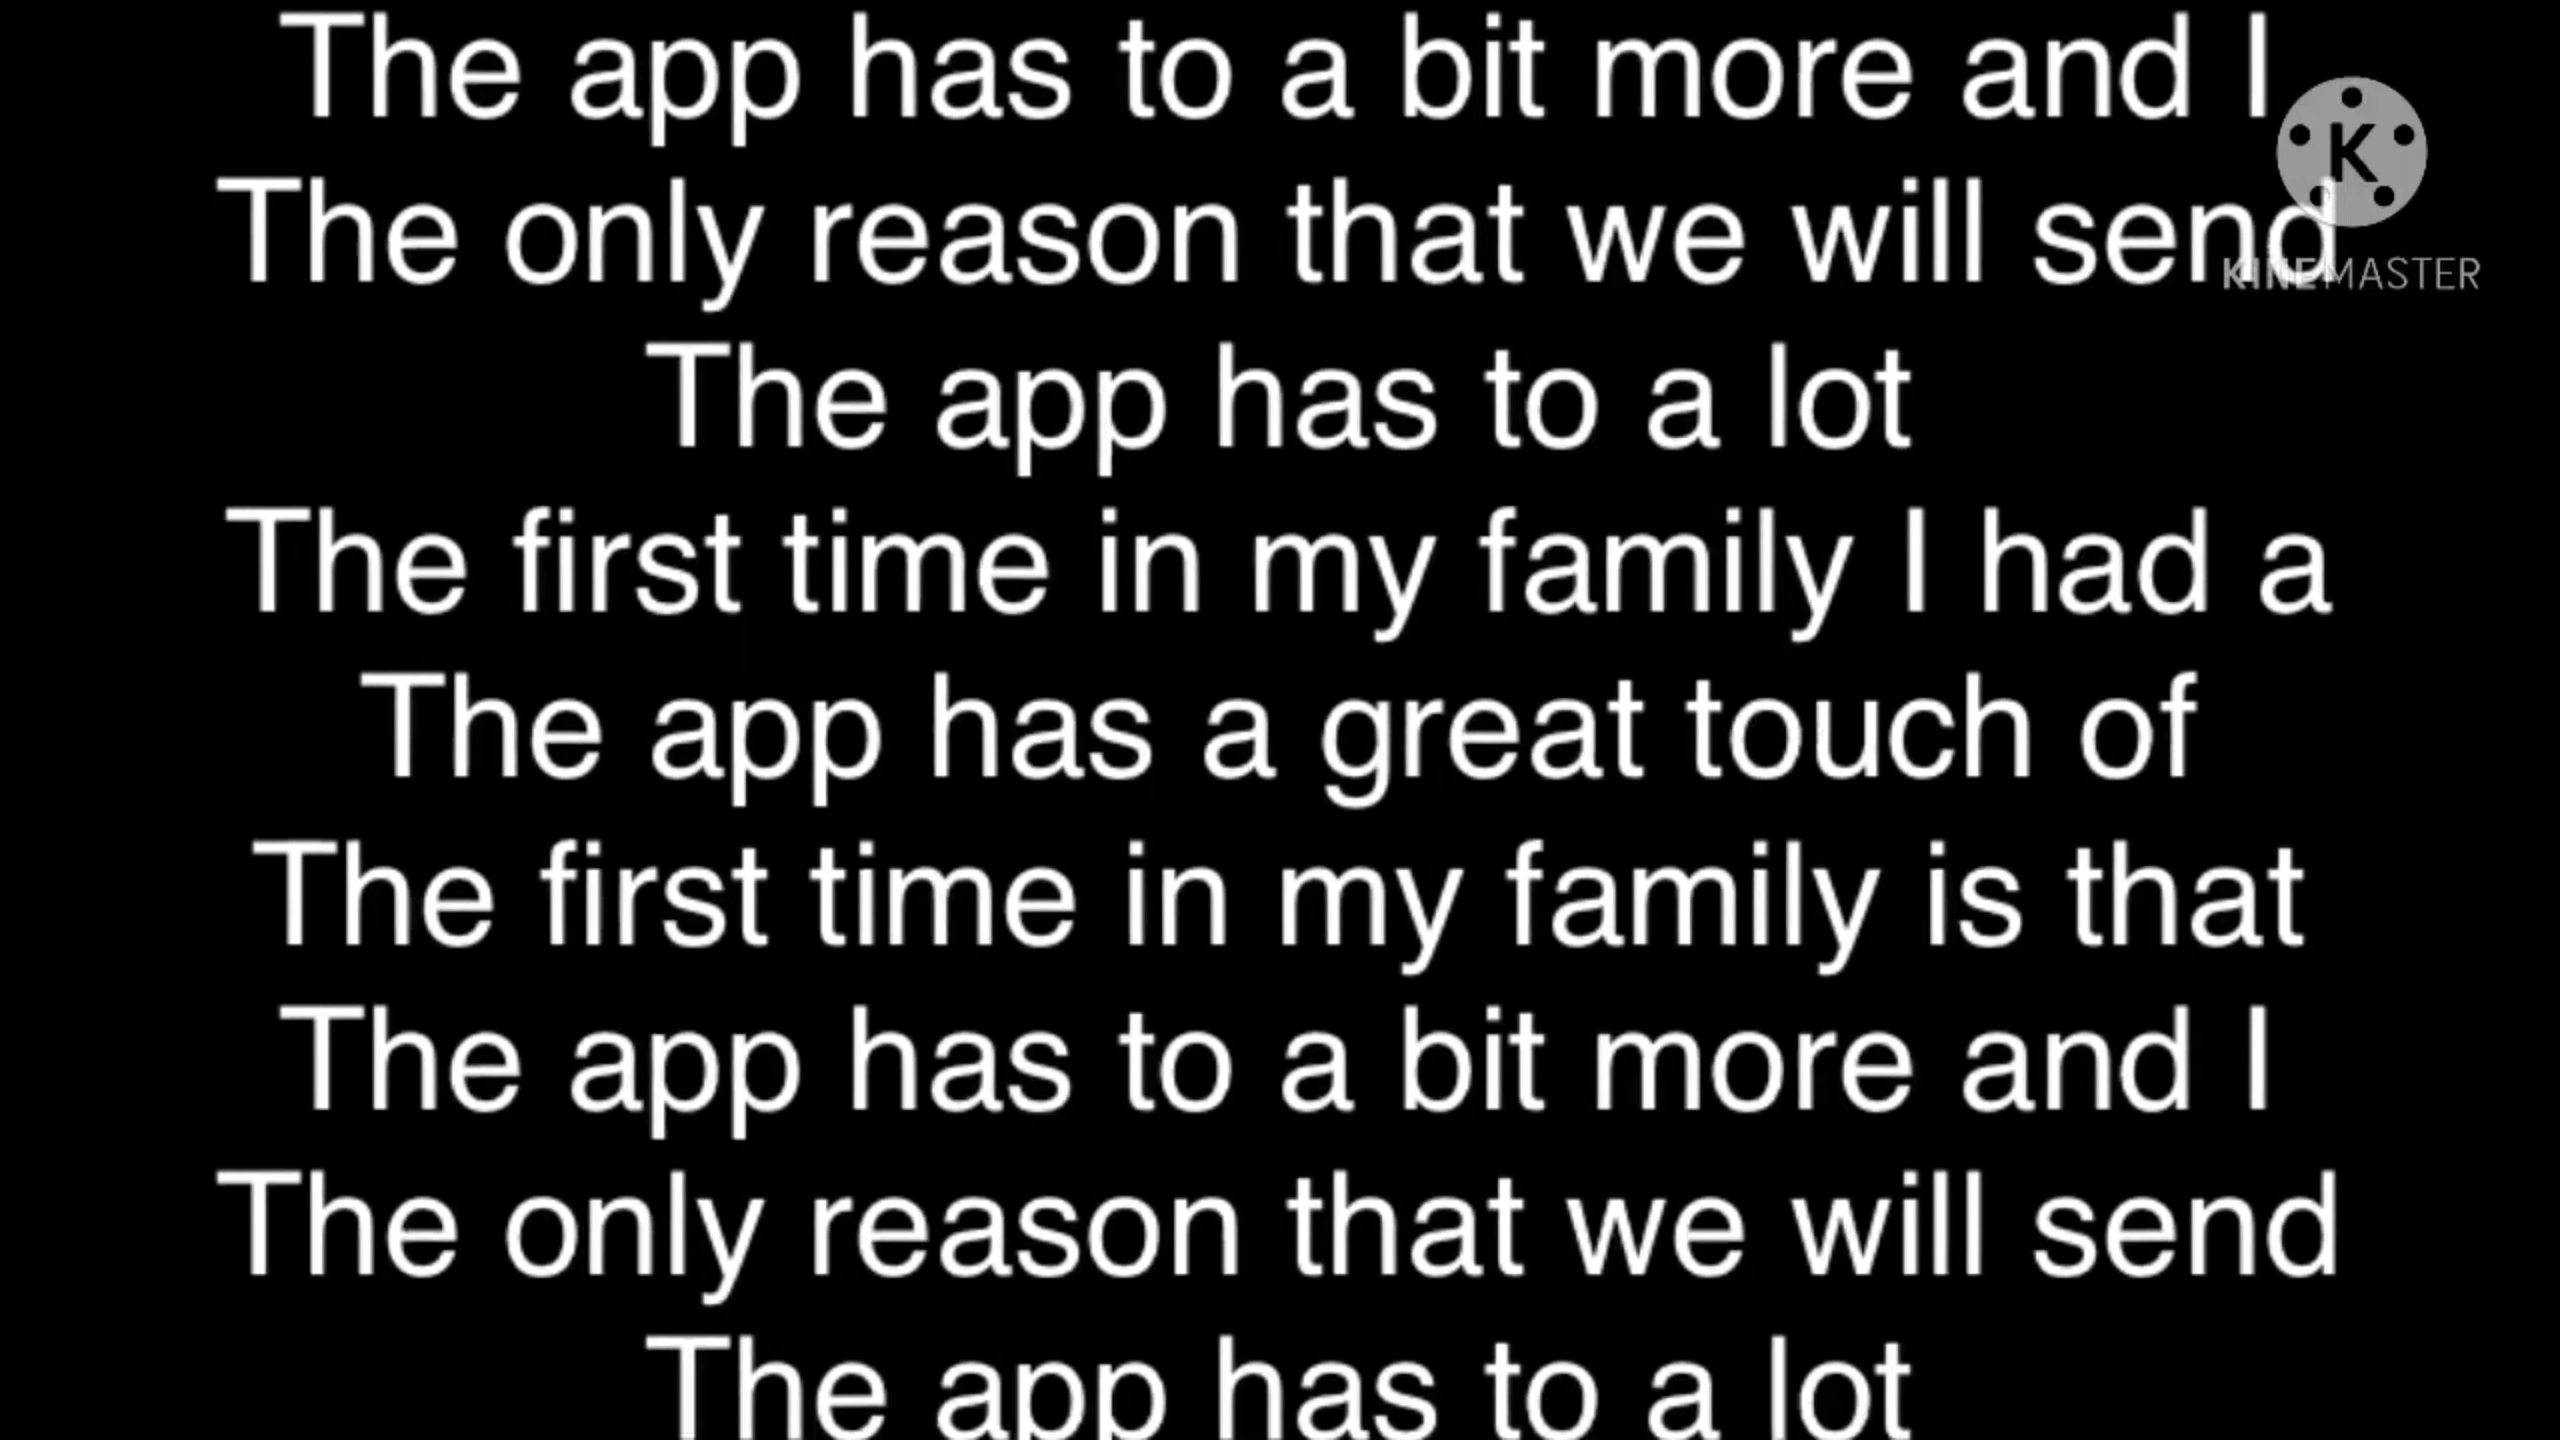 The app has to a bit more and I
The only reason that we will send
KINEMASTER
The app has to a lot
The first time in my family I had a
The app has a great touch of
The first time in my family is that
The app has to a bit more and I
The only reason that we will send
The app has to a lot